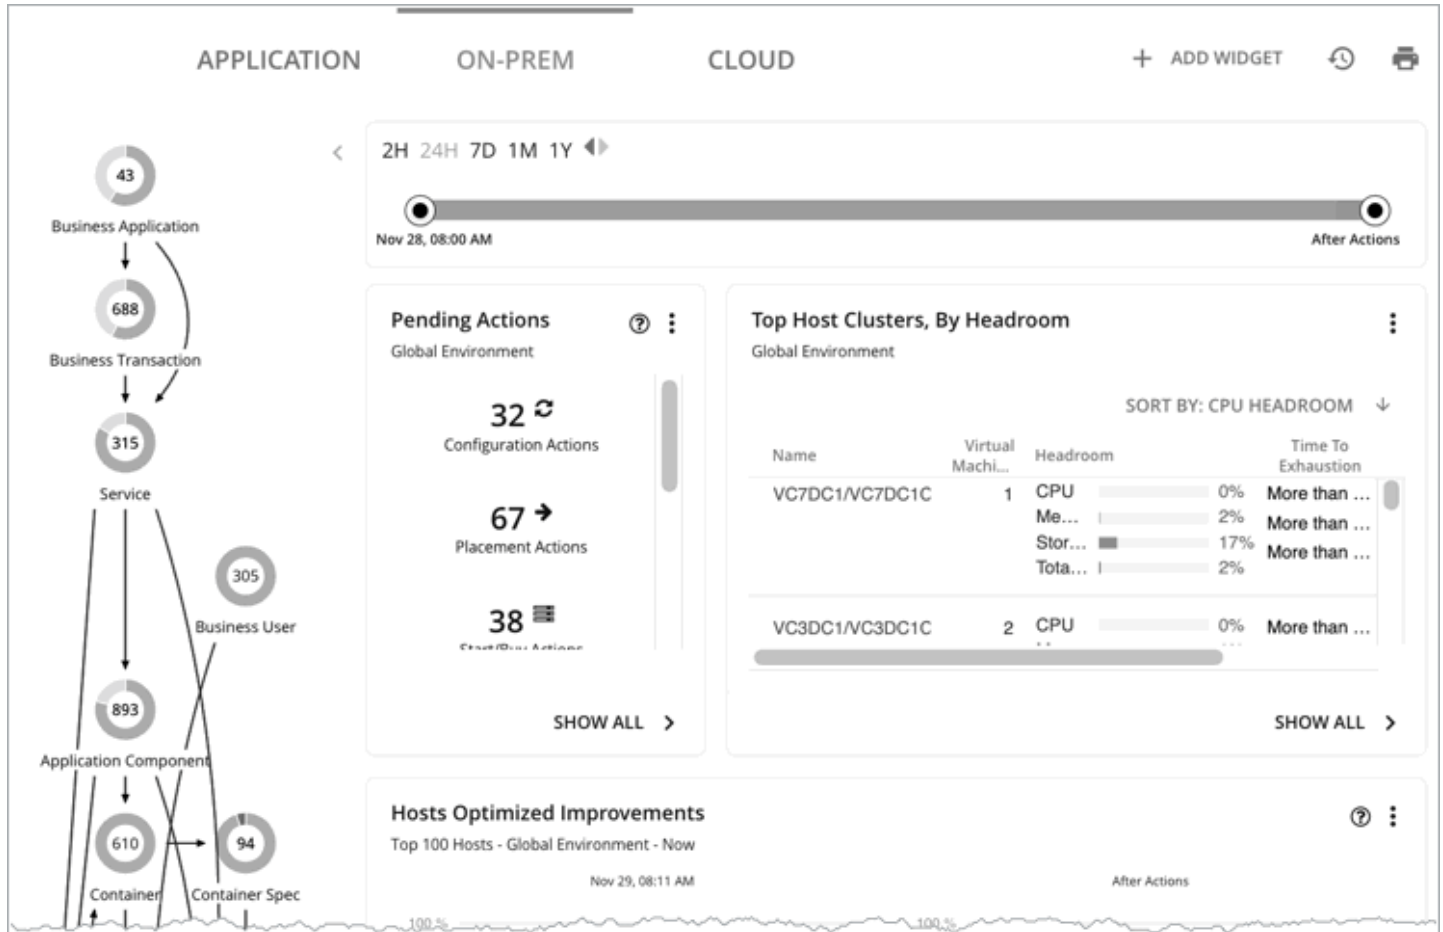 APPLICATION
ON-PREM
CLOUD
ADD WIDGET
43
Business Application
688
Business Transaction
315
Service
305
Business User
893
Application Component
610
Container
94
Container Spec
2H 24H 7D 1M 1Y
Nov 28, 08:00 AM
After Actions
Pending Actions
Global Environment
32
Configuration Actions
67
Placement Actions
38
Start/Buy Actions
SHOW ALL
Top Host Clusters, By Headroom
Global Environment
SORT BY: CPU HEADROOM
Name
Virtual
Machi...
Headroom
Time To
Exhaustion
VC7DC1/VC7DC1C 1 CPU 0% More than ...
Me... 2% More than ...
Stor... 17% More than ...
Tota... 2%
VC3DC1/VC3DC1C 2 CPU 0% More than ...
SHOW ALL
Hosts Optimized Improvements
Top 100 Hosts - Global Environment - Now
Nov 29, 08:11 AM
After Actions
100 %
100 %